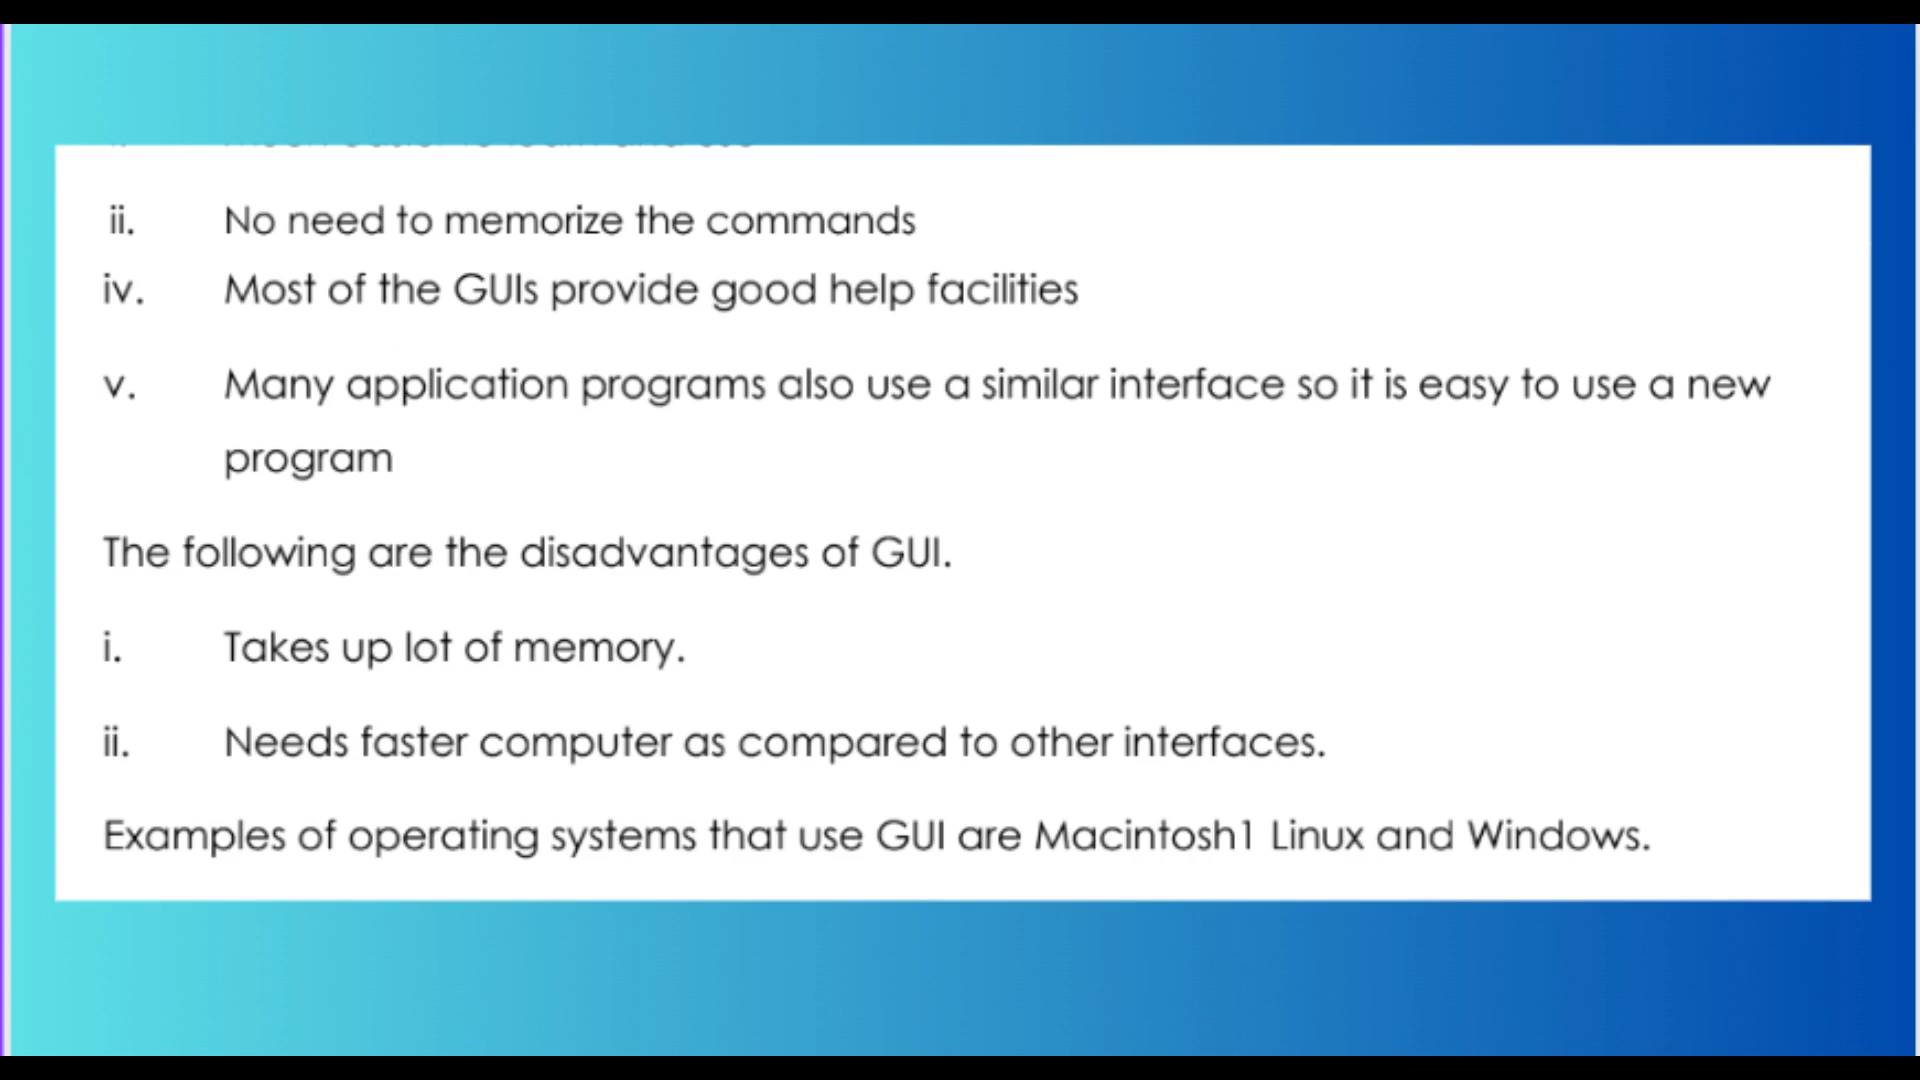 ii. No need to memorize the commands
iv. Most of the GUIs provide good help facilities
v. Many application programs also use a similar interface so it is easy to use a new
program
The following are the disadvantages of GUI.
i. Takes up lot of memory.
ii. Needs faster computer as compared to other interfaces.
Examples of operating systems that use GUI are Macintosh1 Linux and Windows.